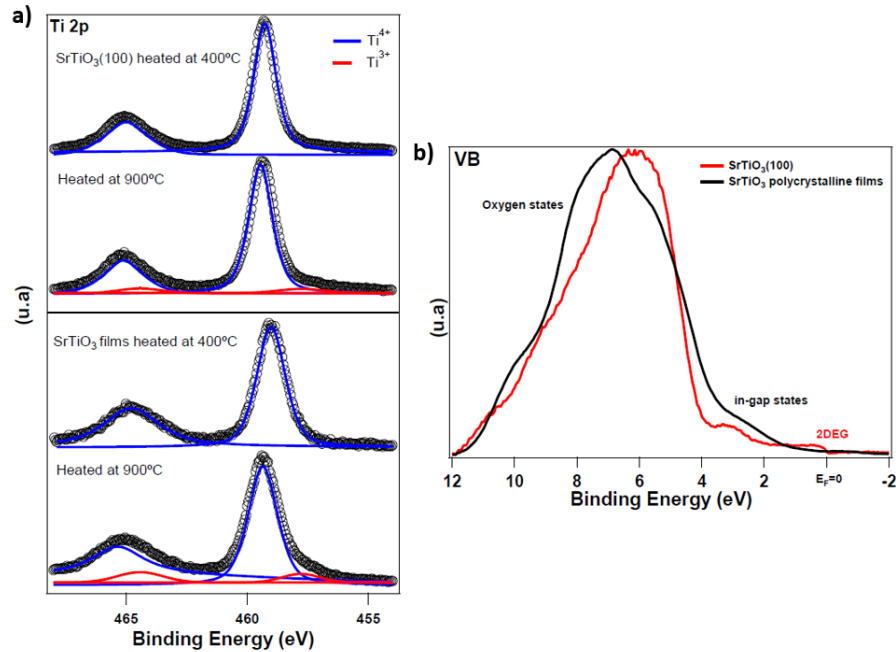 a)
Ti 2p
Ti4+
Ti3+
SrTiO3(100) heated at 400ºC
Heated at 900ºC
SrTiO3 films heated at 400ºC
Heated at 900ºC
(u.a)
465
460
455
Binding Energy (eV)
b)
VB
SrTiO3(100)
SrTiO3 polycrystalline films
Oxygen states
in-gap states
2DEG
(u.a)
12
10
8
6
4
2
EF=0
-2
Binding Energy (eV)